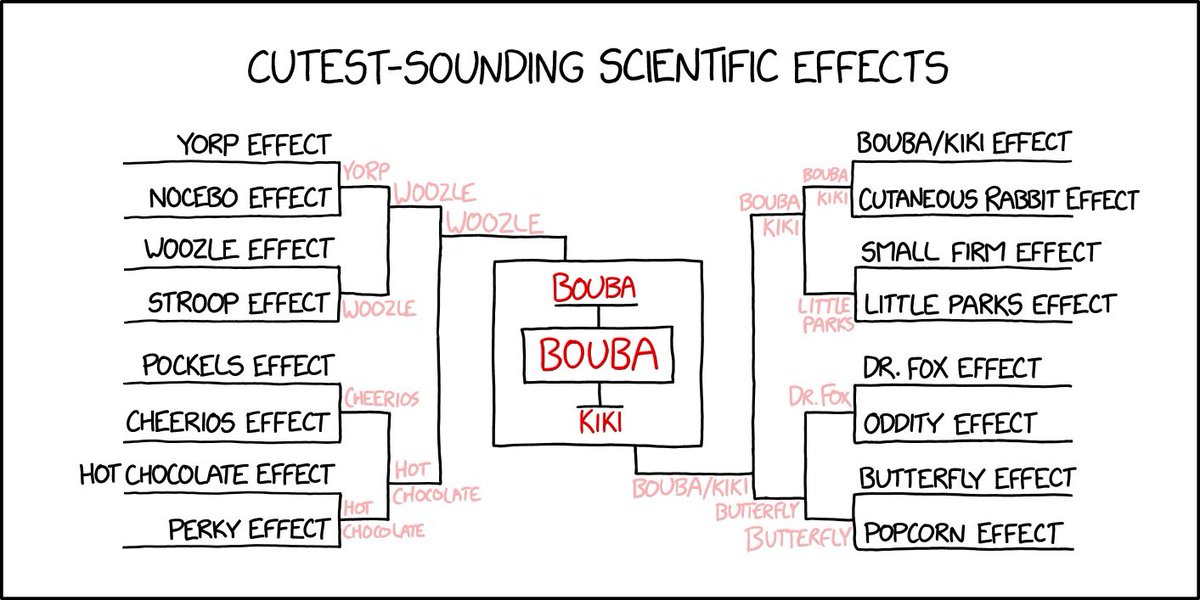 CUTEST-SOUNDING SCIENTIFIC EFFECTS
YORP EFFECT
NOCEBO EFFECT
WOOZLE EFFECT
STROOP EFFECT
POCKELS EFFECT
CHEERIOS EFFECT
HOT CHOCOLATE EFFECT
PERKY EFFECT
YORP
WOOZLE
CHEERIOS
HOT
CHOCOLATE
WOOZLE
HOT
CHOCOLATE
WOOZLE
BOUBA
BOUBA
KIKI
BOUBA/KIKI
BOUBA
KIKI
BUTTERFLY
BOUBA
KIKI
LITTLE
PARKS
DR. FOX
BUTTERFLY
BOUBA/KIKI EFFECT
CUTANEOUS RABBIT EFFECT
SMALL FIRM EFFECT
LITTLE PARKS EFFECT
DR. FOX EFFECT
ODDITY EFFECT
BUTTERFLY EFFECT
POPCORN EFFECT